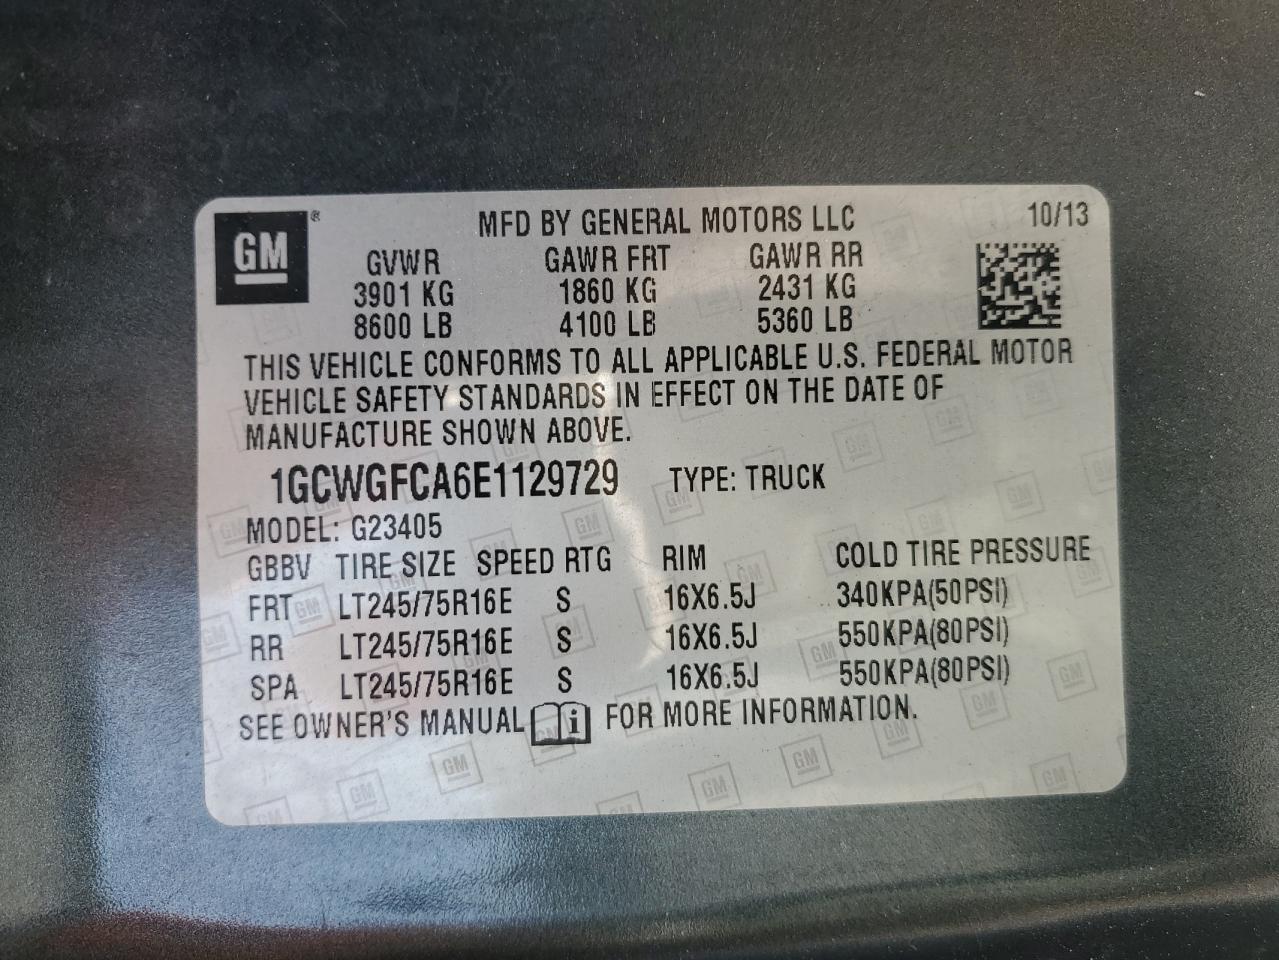 GM ® MFD BY GENERAL MOTORS LLC 10/13
GVWR GAWR FRT GAWR RR
3901 KG 1860 KG 2431 KG
8600 LB 4100 LB 5360 LB
THIS VEHICLE CONFORMS TO ALL APPLICABLE U.S. FEDERAL MOTOR
VEHICLE SAFETY STANDARDS IN EFFECT ON THE DATE OF
MANUFACTURE SHOWN ABOVE.
1GCWGFCA6E1129729 TYPE: TRUCK
MODEL: G23405
GBBV TIRE SIZE SPEED RTG RIM COLD TIRE PRESSURE
FRT LT245/75R16E S 16X6.5J 340KPA(50PSI)
RR LT245/75R16E S 16X6.5J 550KPA(80PSI)
SPA LT245/75R16E S 16X6.5J 550KPA(80PSI)
SEE OWNER'S MANUAL i FOR MORE INFORMATION.